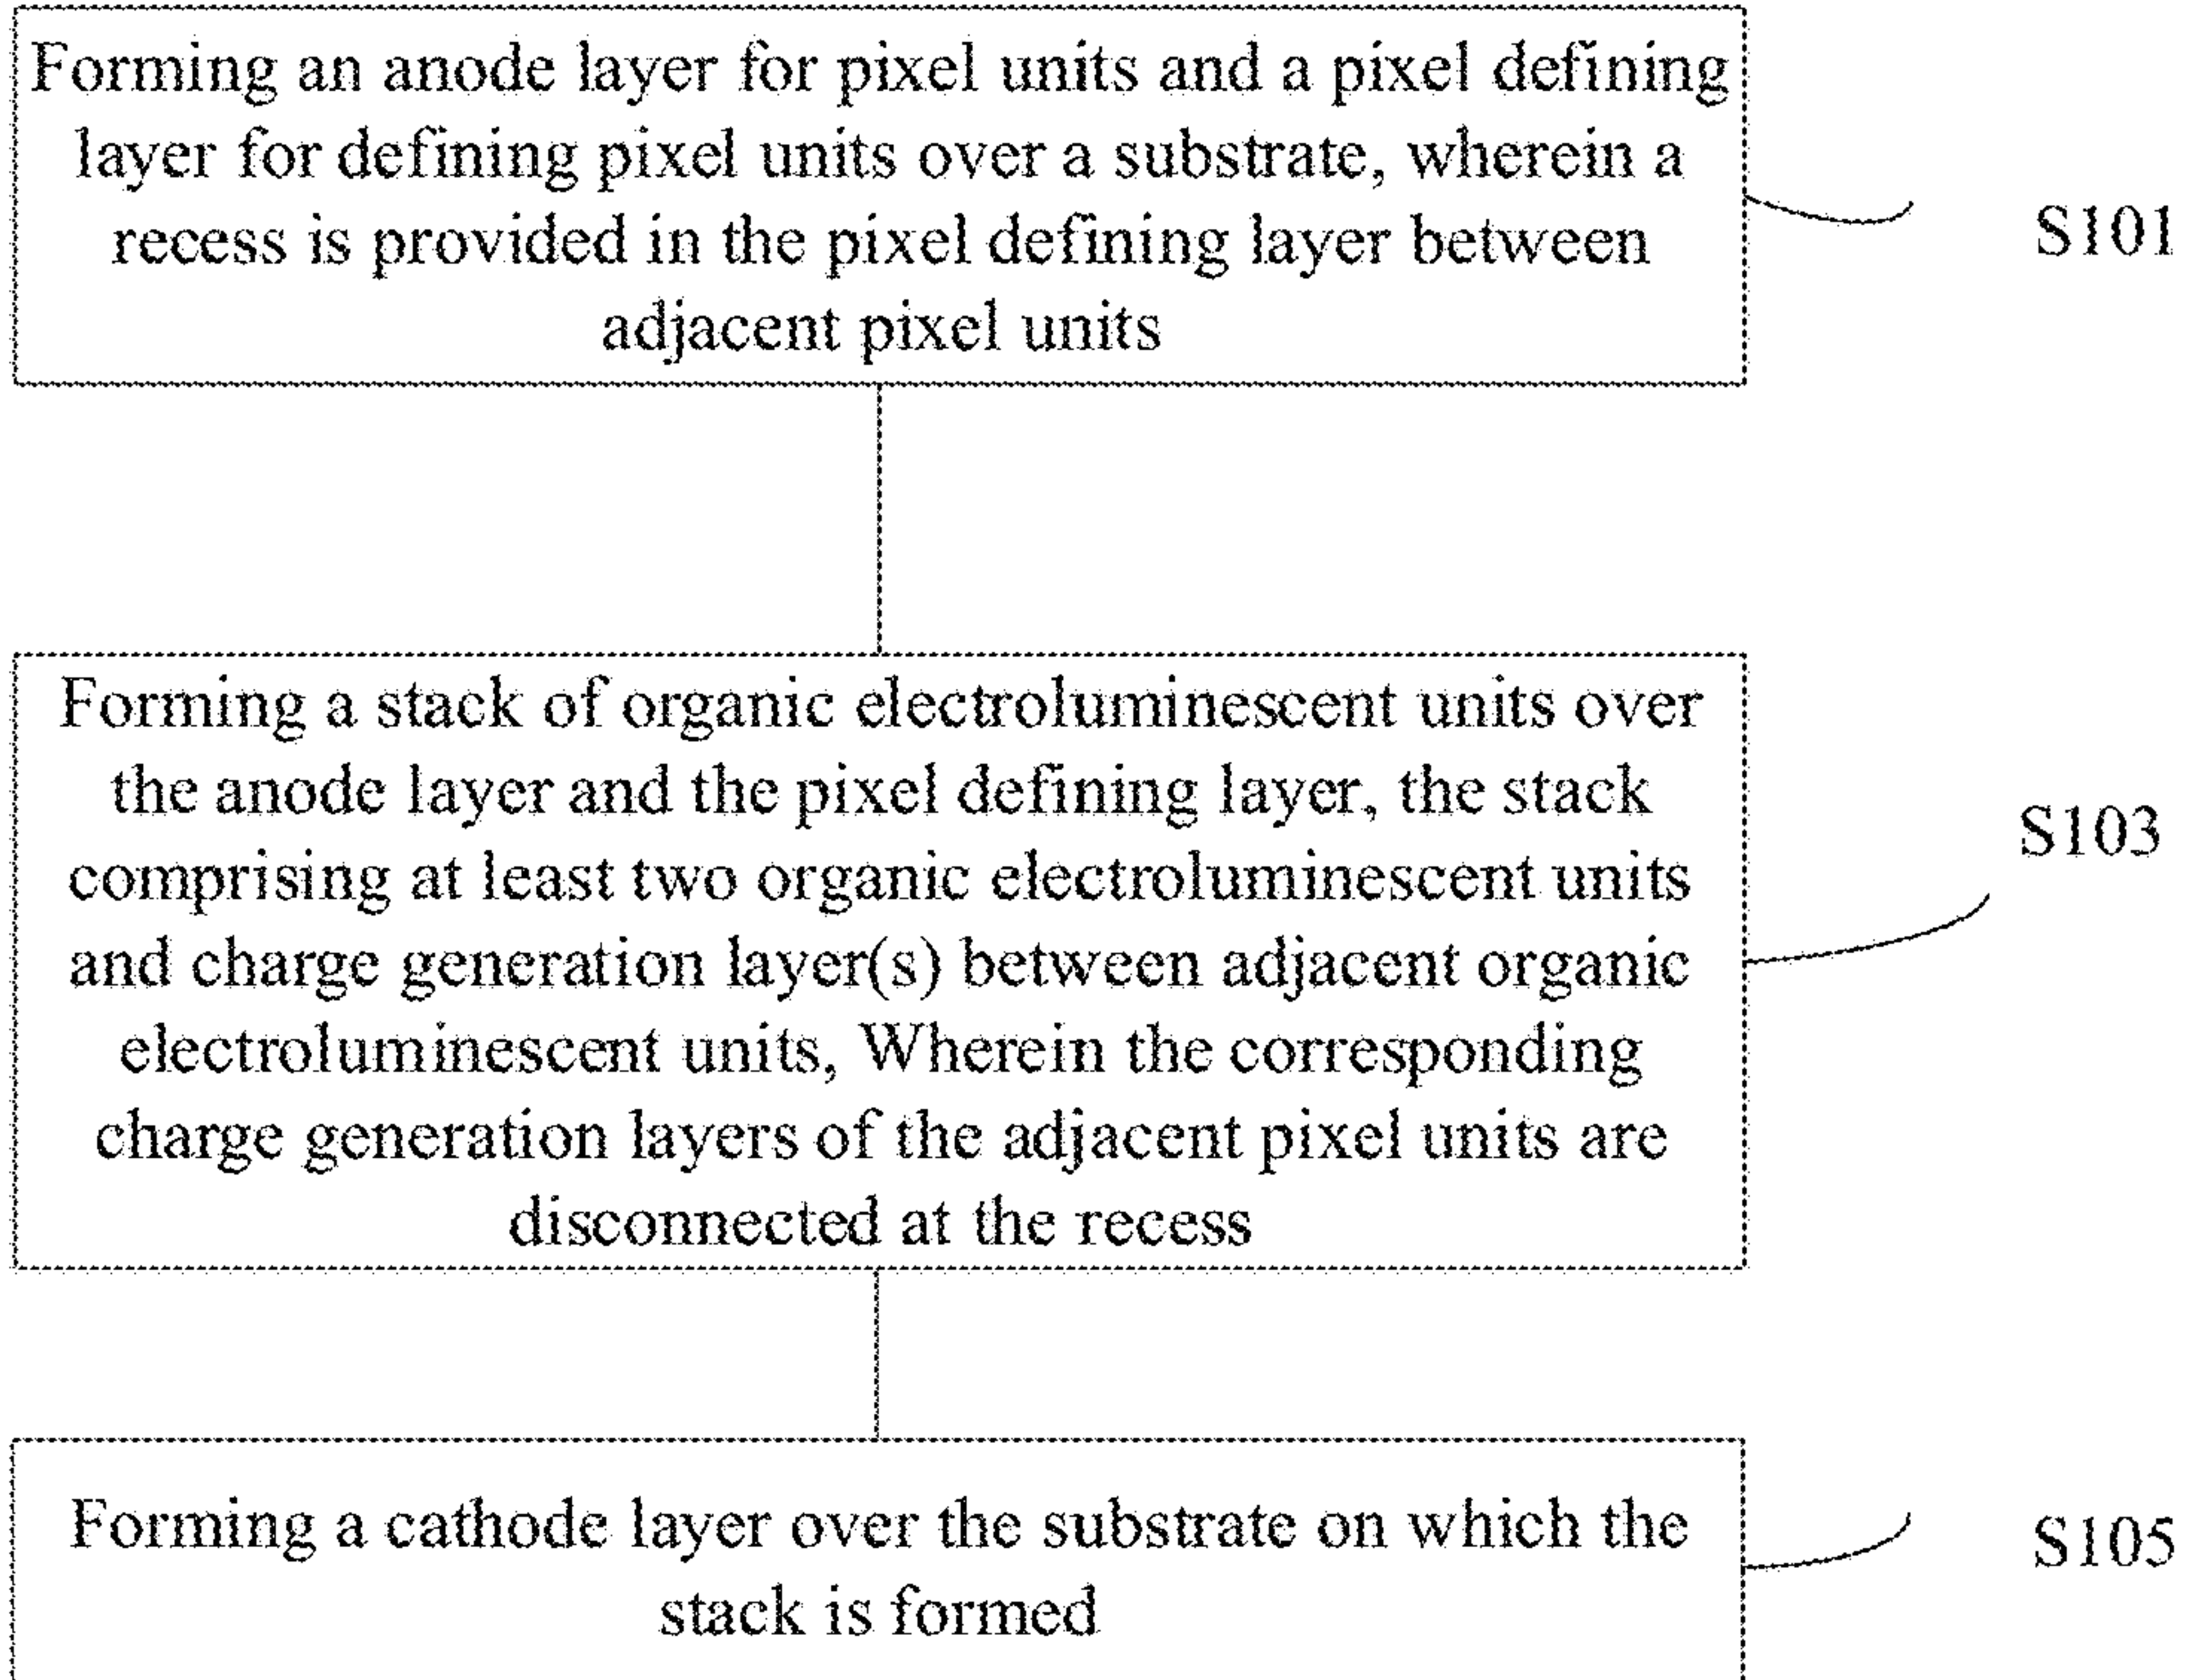 Forming an anode layer for pixel units and a pixel defining
layer for defining pixel units over a substrate, wherein a
recess is provided in the pixel defining layer between
adjacent pixel units
S101
Forming a stack of organic electroluminescent units over
the anode layer and the pixel defining layer, the stack
comprising at least two organic electroluminescent units
and charge generation layer(s) between adjacent organic
electroluminescent units, Wherein the corresponding
charge generation layers of the adjacent pixel units are
disconnected at the recess
S103
Forming a cathode layer over the substrate on which the
stack is formed
S105